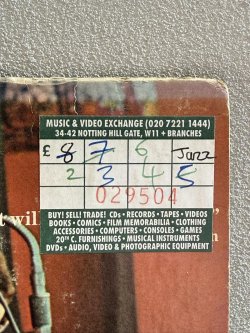 MUSIC & VIDEO EXCHANGE (020 7221 1444)
34-42 NOTTING HILL GATE, W11 + BRANCHES
£ 8 7 6 Jazz
2 3 4 5
029504
BUY! SELL! TRADE! CDs • RECORDS • TAPES • VIDEOS
BOOKS • COMICS • FILM MEMORABILIA • CLOTHING
ACCESSORIES • COMPUTERS • CONSOLES • GAMES
20TH C. FURNISHINGS • MUSICAL INSTRUMENTS
DVDs • AUDIO, VIDEO & PHOTOGRAPHIC EQUIPMENT
t wil